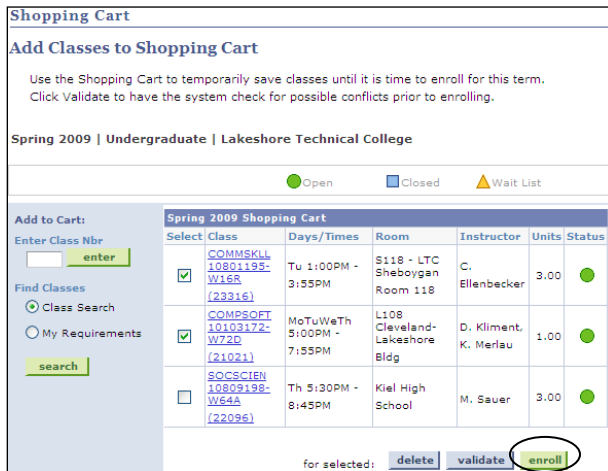 Shopping Cart
Add Classes to Shopping Cart
Use the Shopping Cart to temporarily save classes until it is time to enroll for this term.
Click Validate to have the system check for possible conflicts prior to enrolling.
Spring 2009 | Undergraduate | Lakeshore Technical College
Open Closed Wait List
Add to Cart:
Enter Class Nbr
enter
Find Classes
Class Search
My Requirements
search
Spring 2009 Shopping Cart
Select Class Days/Times Room Instructor Units Status
COMMSKLL
10801195-
W16R
(23316)
Tu 1:00PM -
3:55PM
S118 - LTC
Sheboygan
Room 118
C.
Ellenbecker
3.00
COMPSOFT
10103172-
W72D
(21021)
MoTuWeTh
5:00PM -
7:55PM
L108
Cleveland-
Lakeshore
Bldg
D. Kliment,
K. Merlau
1.00
SOCSCIEN
10809198-
W64A
(22096)
Th 5:30PM -
8:45PM
Kiel High
School
M. Sauer
3.00
for selected: delete validate enroll